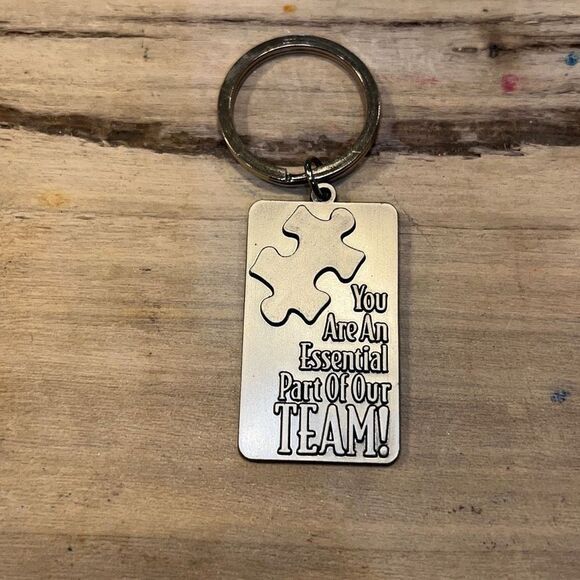 You
Are An
Essential
Part Of Our
TEAM!